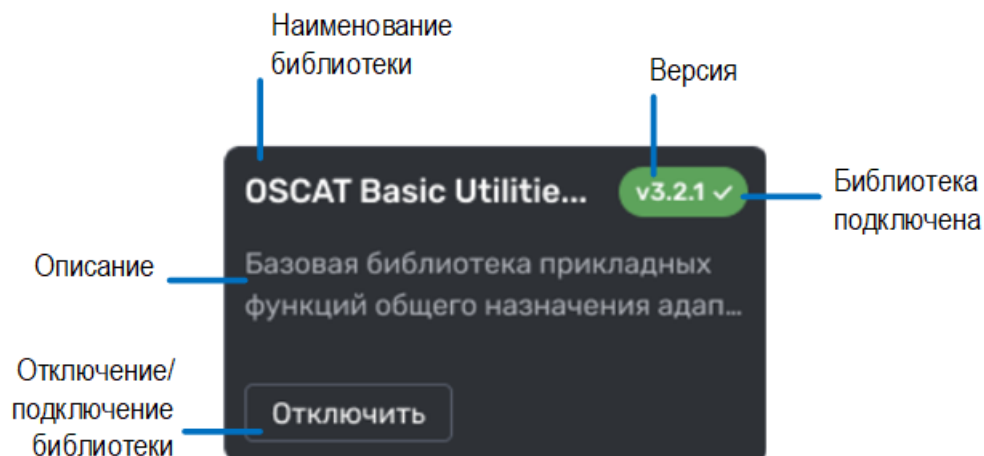 Наименование
библиотеки
Версия
OSCAT Basic Utilitie...
v3.2.1
Библиотека
подключена
Описание
Базовая библиотека прикладных
функций общего назначения адап...
Отключение/
подключение
библиотеки
Отключить